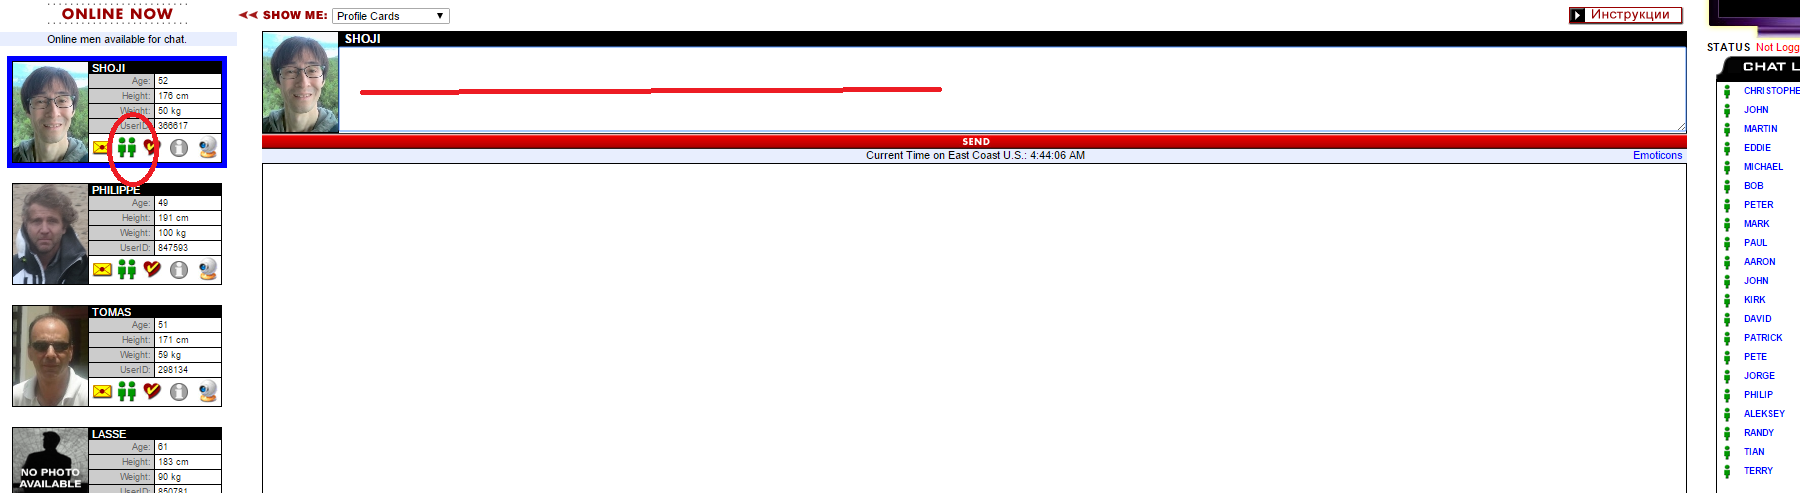 ONLINE NOW
Online men available for chat.
SHOJI
Age: 52
Height: 176 cm
Weight: 50 kg
UserID: 366617
PHILIPPE
Age: 49
Height: 191 cm
Weight: 100 kg
UserID: 847593
TOMAS
Age: 51
Height: 171 cm
Weight: 59 kg
UserID: 298134
LASSE
NO PHOTO
AVAILABLE
Age: 61
Height: 183 cm
Weight: 90 kg
UserID: 850781
SHOW ME: Profile Cards
Инструкции
SHOJI
SEND
Current Time on East Coast U.S.: 4:44:06 AM
Emoticons
STATUS Not Logg
CHAT L
CHRISTOPHE
JOHN
MARTIN
EDDIE
MICHAEL
BOB
PETER
MARK
PAUL
AARON
JOHN
KIRK
DAVID
PATRICK
PETE
JORGE
PHILIP
ALEKSEY
RANDY
TIAN
TERRY